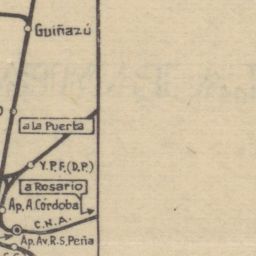 Guiñazú
a La Puerta
Y.P.F.(D.P.)
a Rosario
Ap. A. Córdoba
C.N.A.
Ap. Av. R. S. Peña